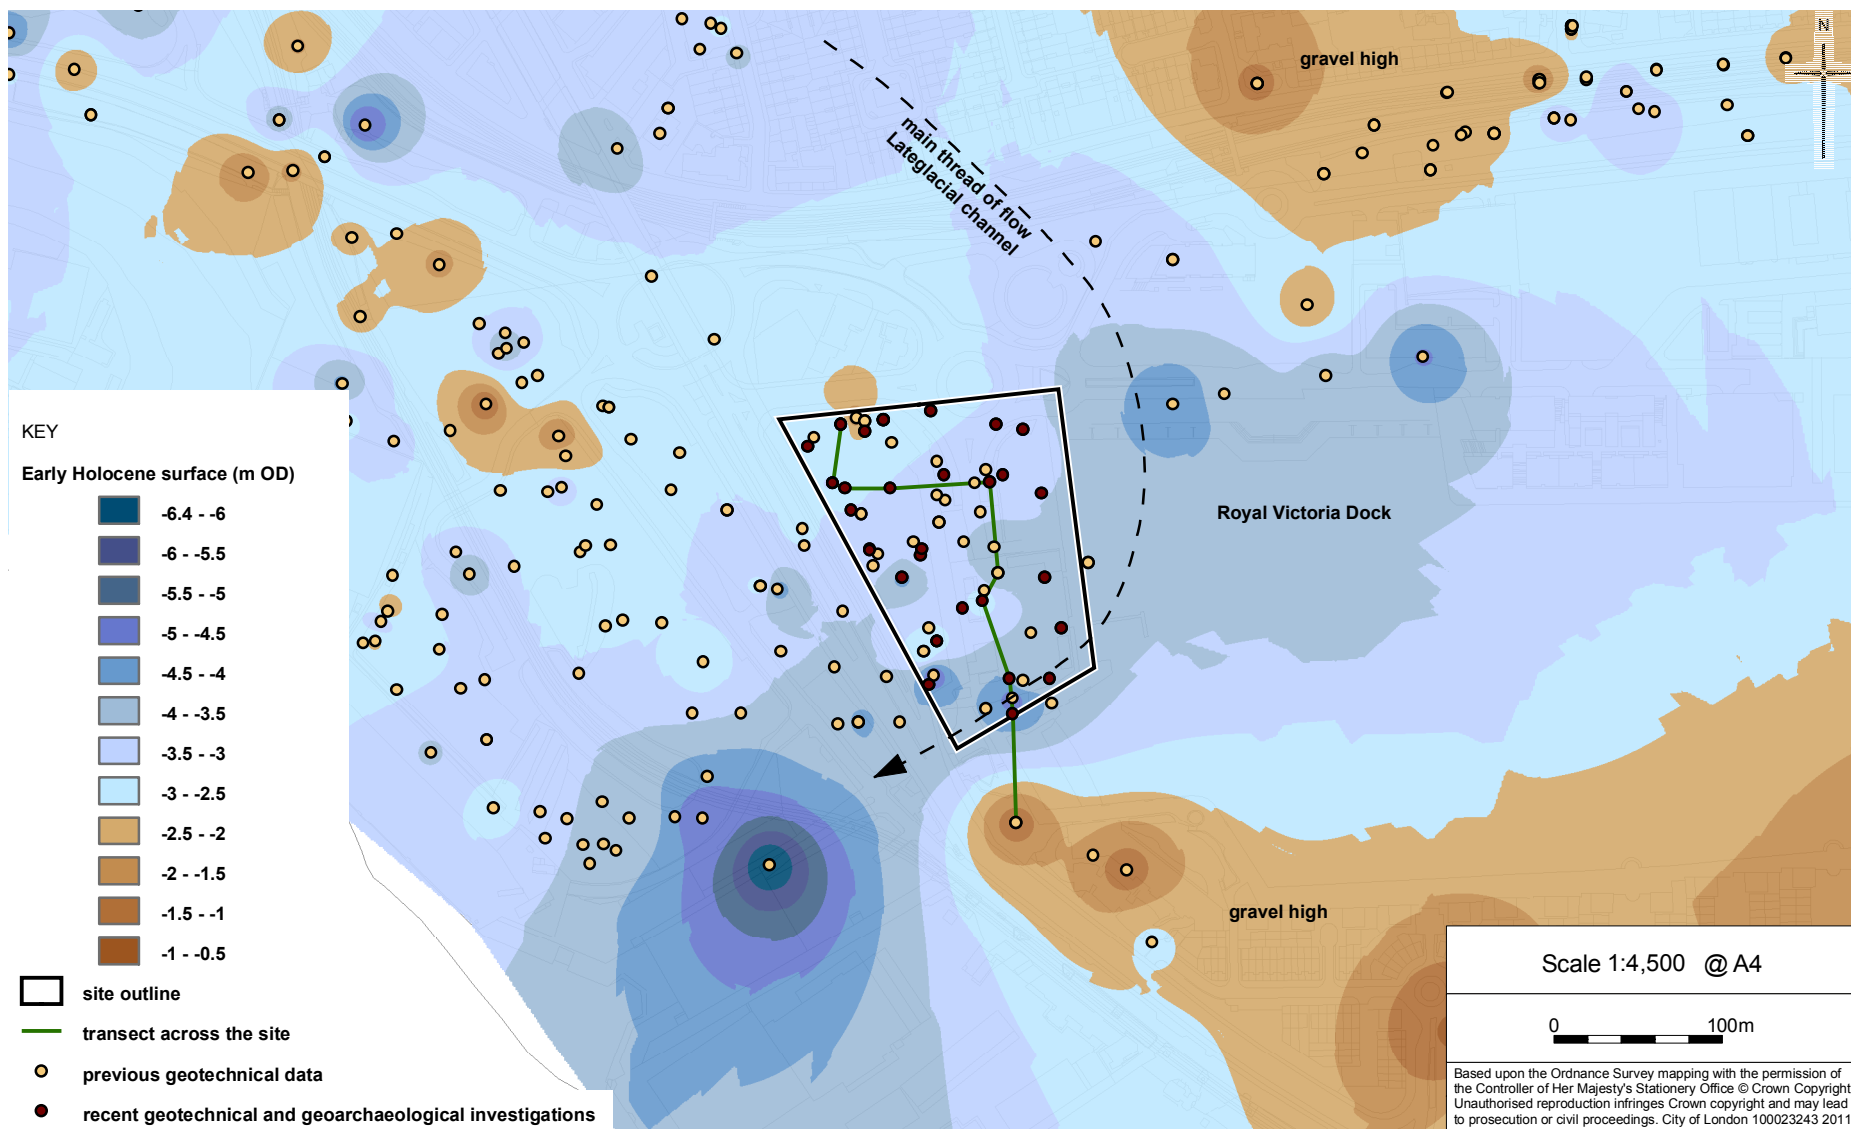 N
gravel high
main thread of flow
Lateglacial channel
Royal Victoria Dock
gravel high
KEY
Early Holocene surface (m OD)
-6.4 - -6
-6 - -5.5
-5.5 - -5
-5 - -4.5
-4.5 - -4
-4 - -3.5
-3.5 - -3
-3 - -2.5
-2.5 - -2
-2 - -1.5
-1.5 - -1
-1 - -0.5
site outline
transect across the site
previous geotechnical data
recent geotechnical and geoarchaeological investigations
Scale 1:4,500 @ A4
0 100m
Based upon the Ordnance Survey mapping with the permission of
the Controller of Her Majesty's Stationery Office © Crown Copyright
Unauthorised reproduction infringes Crown copyright and may lead
to prosecution or civil proceedings. City of London 100023243 2011